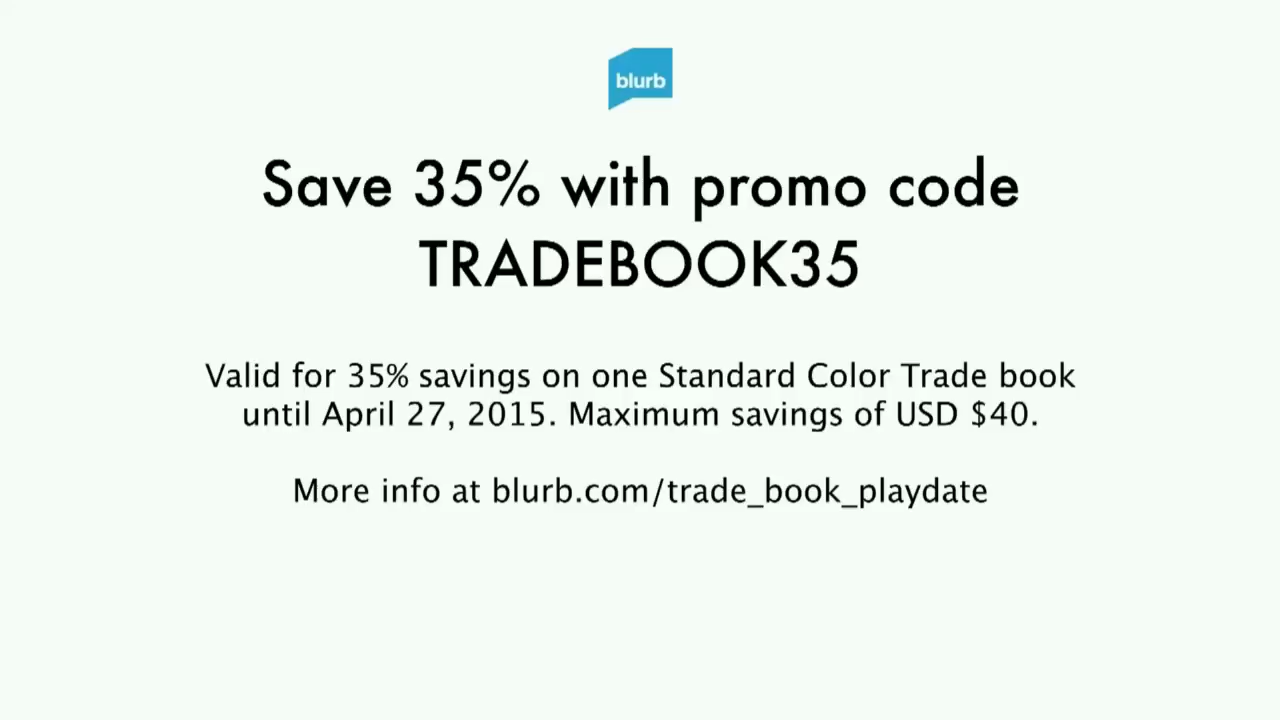 blurb
Save 35% with promo code
TRADEBOOK35
Valid for 35% savings on one Standard Color Trade book
until April 27, 2015. Maximum savings of USD $40.
More info at blurb.com/trade_book_playdate